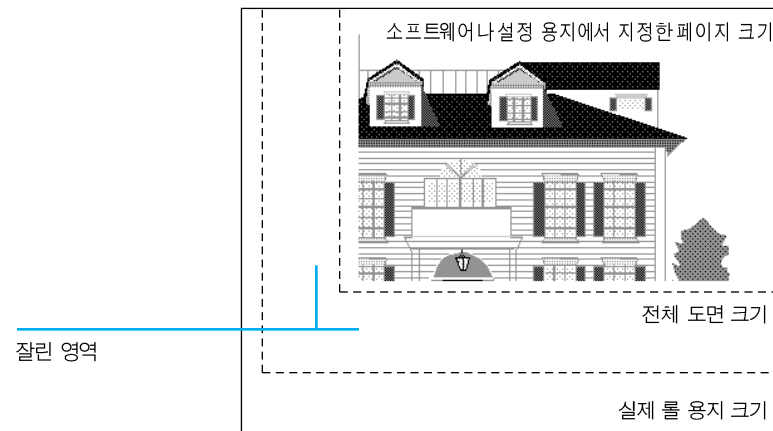 소프트웨어나 설정 용지에서 지정한 페이지 크기
전체 도면 크기
잘린 영역
실제 롤 용지 크기